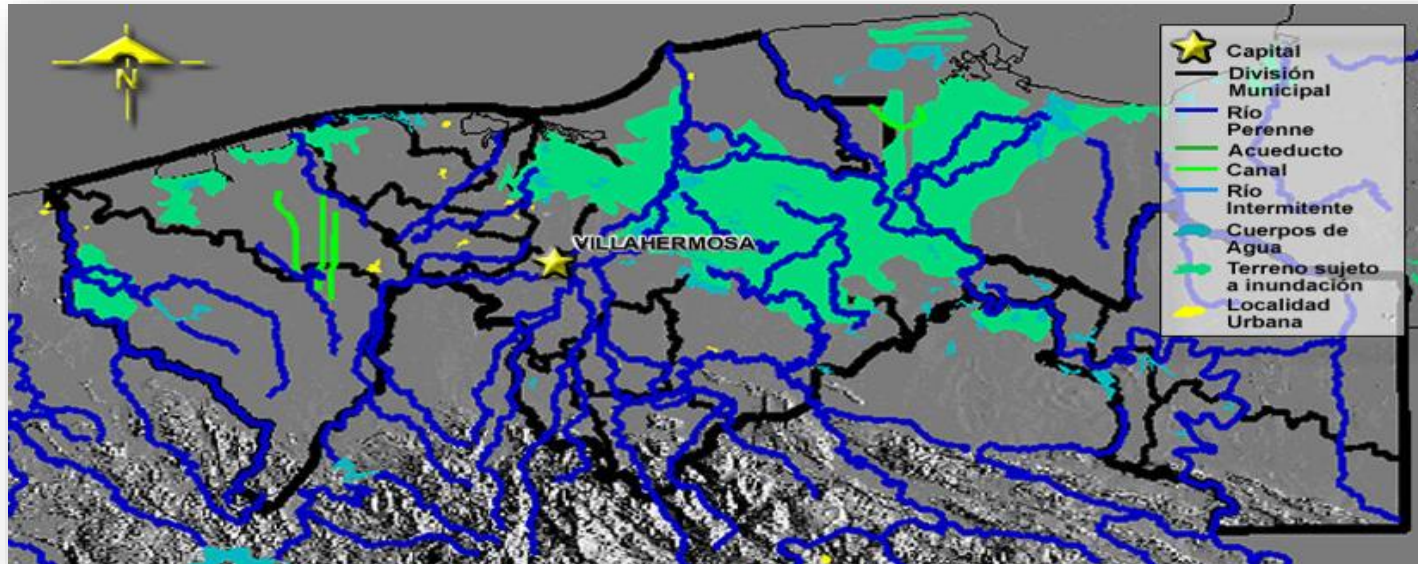 N
VILLAHERMOSA
Capital
División
Municipal
Río
Perenne
Acueducto
Canal
Río
Intermitente
Cuerpos de
Agua
Terreno sujeto
a inundación
Localidad
Urbana